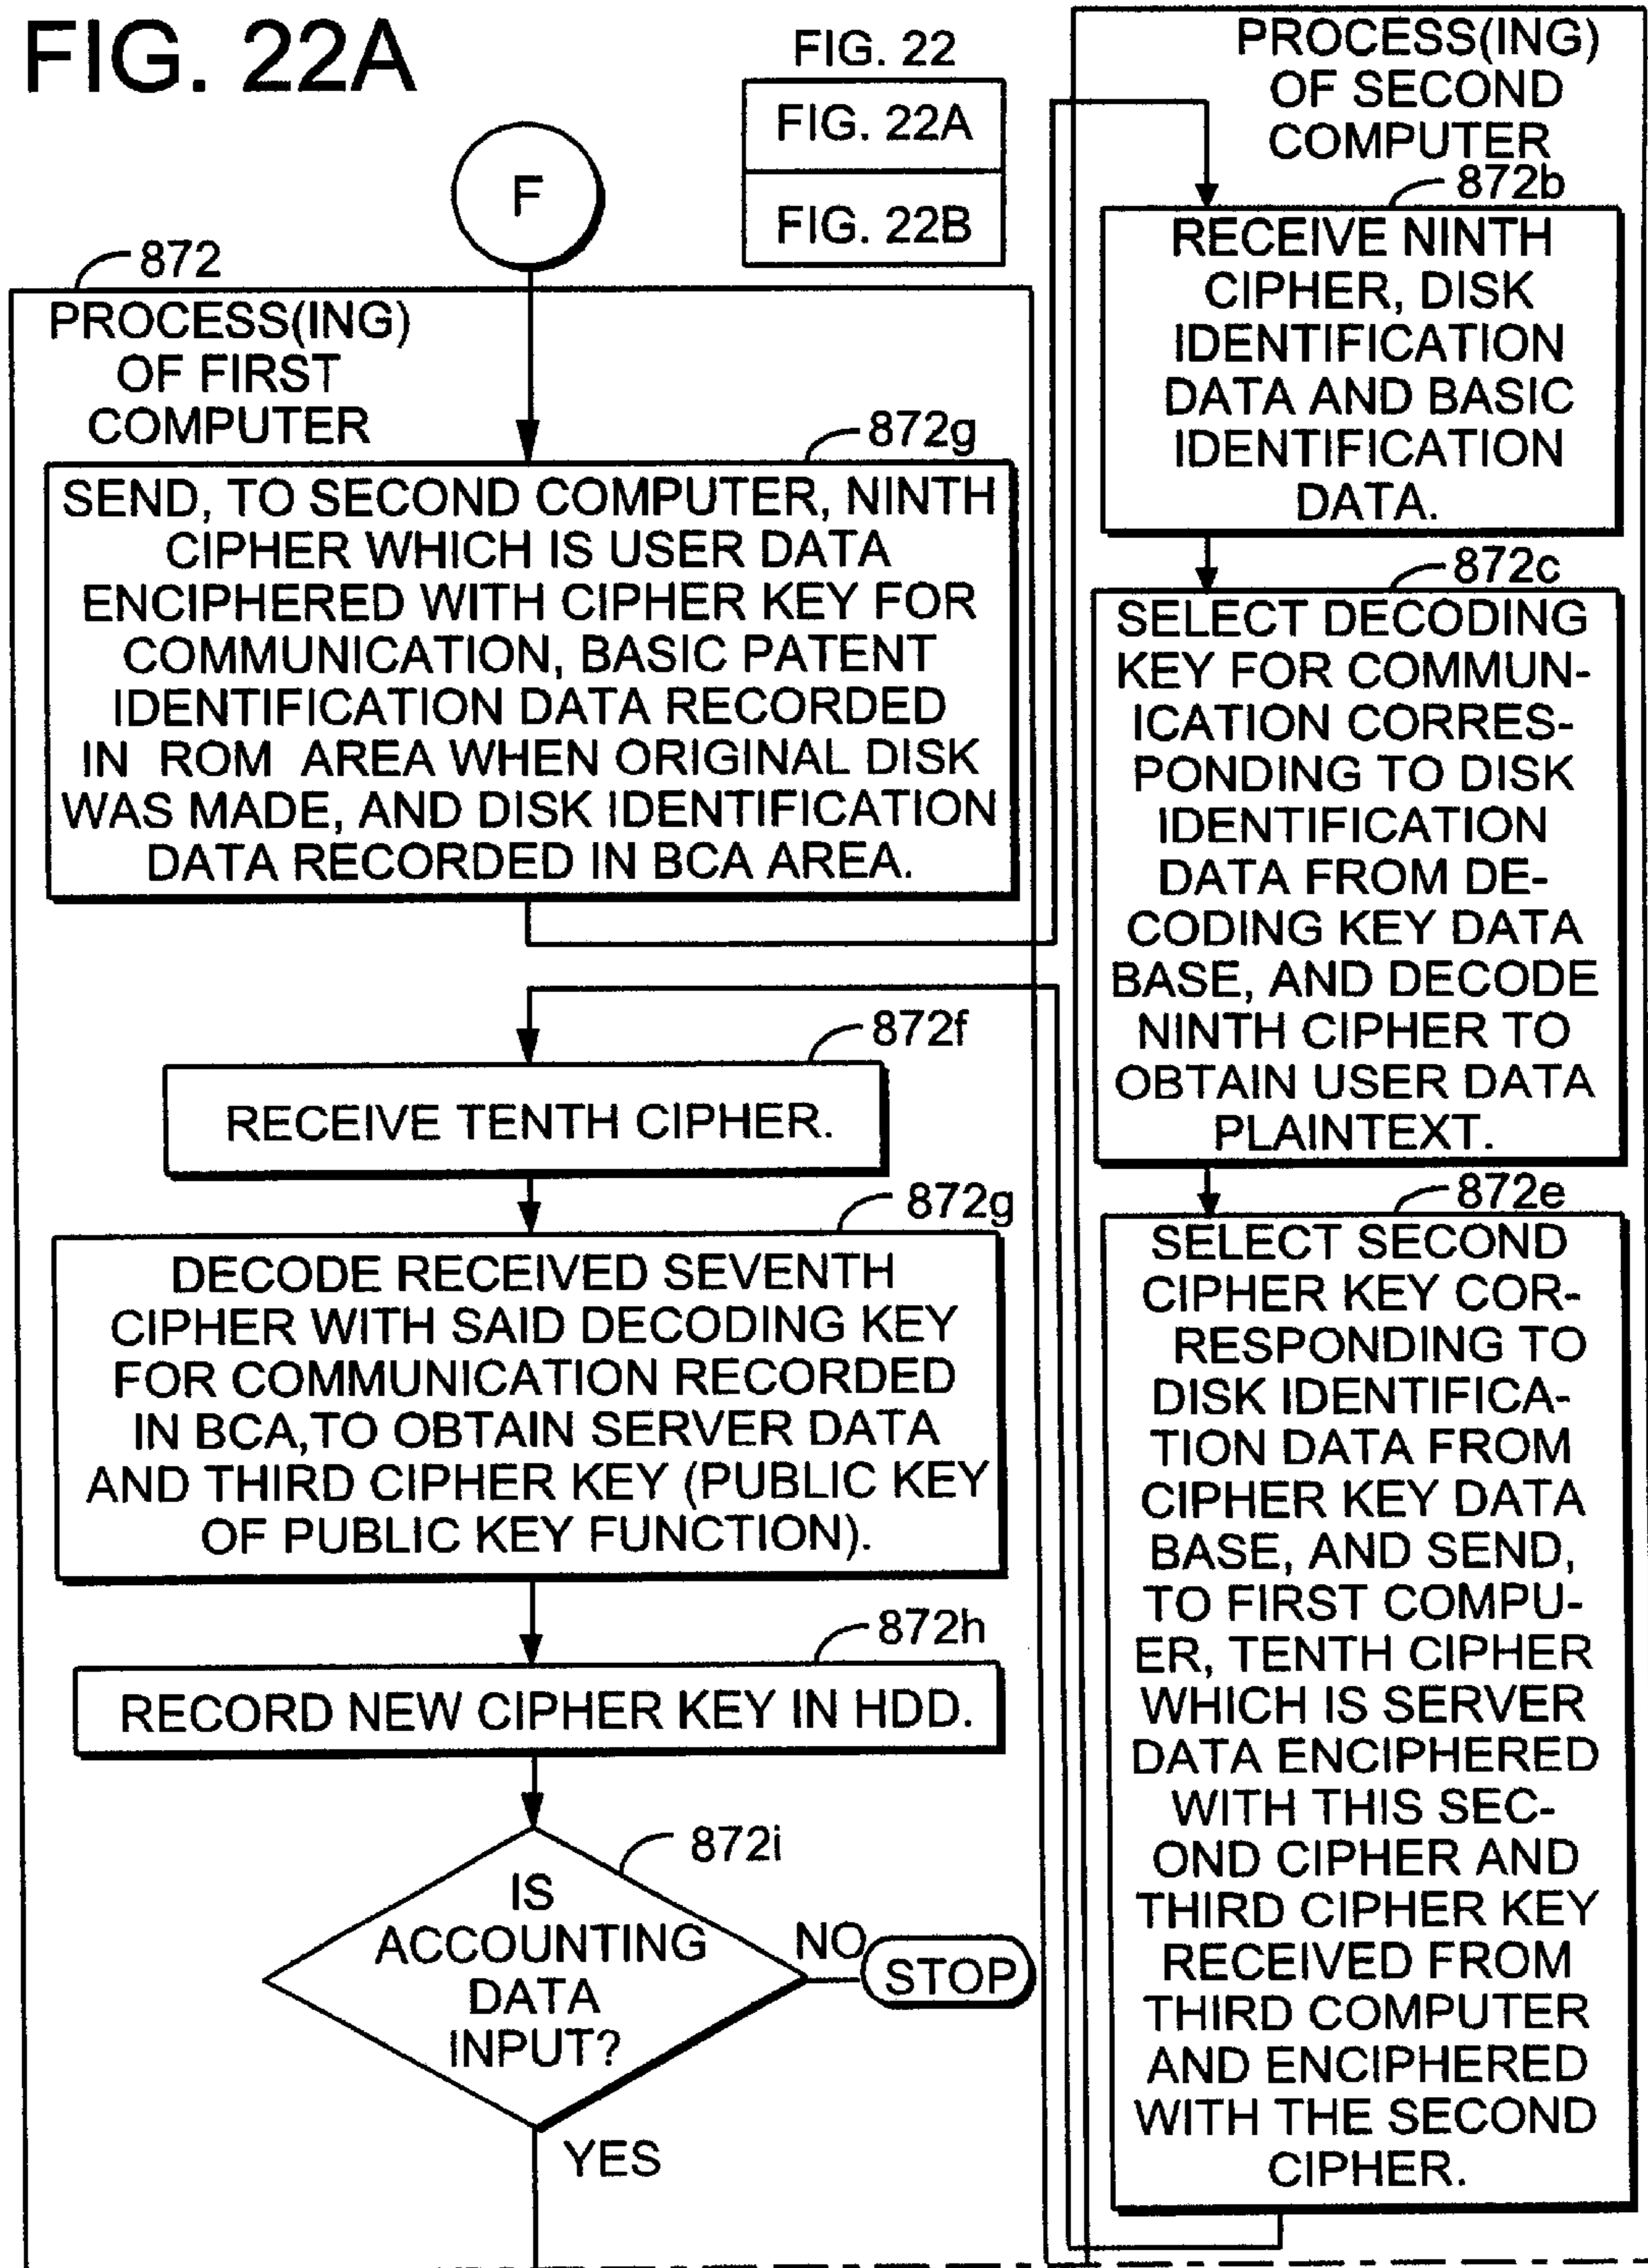 FIG. 22A
FIG. 22
FIG. 22A
FIG. 22B
F
872
PROCESS(ING)
OF FIRST
COMPUTER
872g
SEND, TO SECOND COMPUTER, NINTH
CIPHER WHICH IS USER DATA
ENCIPHERED WITH CIPHER KEY FOR
COMMUNICATION, BASIC PATENT
IDENTIFICATION DATA RECORDED
IN ROM AREA WHEN ORIGINAL DISK
WAS MADE, AND DISK IDENTIFICATION
DATA RECORDED IN BCA AREA.
872f
RECEIVE TENTH CIPHER.
872g
DECODE RECEIVED SEVENTH
CIPHER WITH SAID DECODING KEY
FOR COMMUNICATION RECORDED
IN BCA,TO OBTAIN SERVER DATA
AND THIRD CIPHER KEY (PUBLIC KEY
OF PUBLIC KEY FUNCTION).
872h
RECORD NEW CIPHER KEY IN HDD.
872i
IS
ACCOUNTING
DATA
INPUT?
NO
STOP
YES
PROCESS(ING)
OF SECOND
COMPUTER
872b
RECEIVE NINTH
CIPHER, DISK
IDENTIFICATION
DATA AND BASIC
IDENTIFICATION
DATA.
872c
SELECT DECODING
KEY FOR COMMUN-
ICATION CORRES-
PONDING TO DISK
IDENTIFICATION
DATA FROM DE-
CODING KEY DATA
BASE, AND DECODE
NINTH CIPHER TO
OBTAIN USER DATA
PLAINTEXT.
872e
SELECT SECOND
CIPHER KEY COR-
RESPONDING TO
DISK IDENTIFICA-
TION DATA FROM
CIPHER KEY DATA
BASE, AND SEND,
TO FIRST COMPU-
ER, TENTH CIPHER
WHICH IS SERVER
DATA ENCIPHERED
WITH THIS SEC-
OND CIPHER AND
THIRD CIPHER KEY
RECEIVED FROM
THIRD COMPUTER
AND ENCIPHERED
WITH THE SECOND
CIPHER.